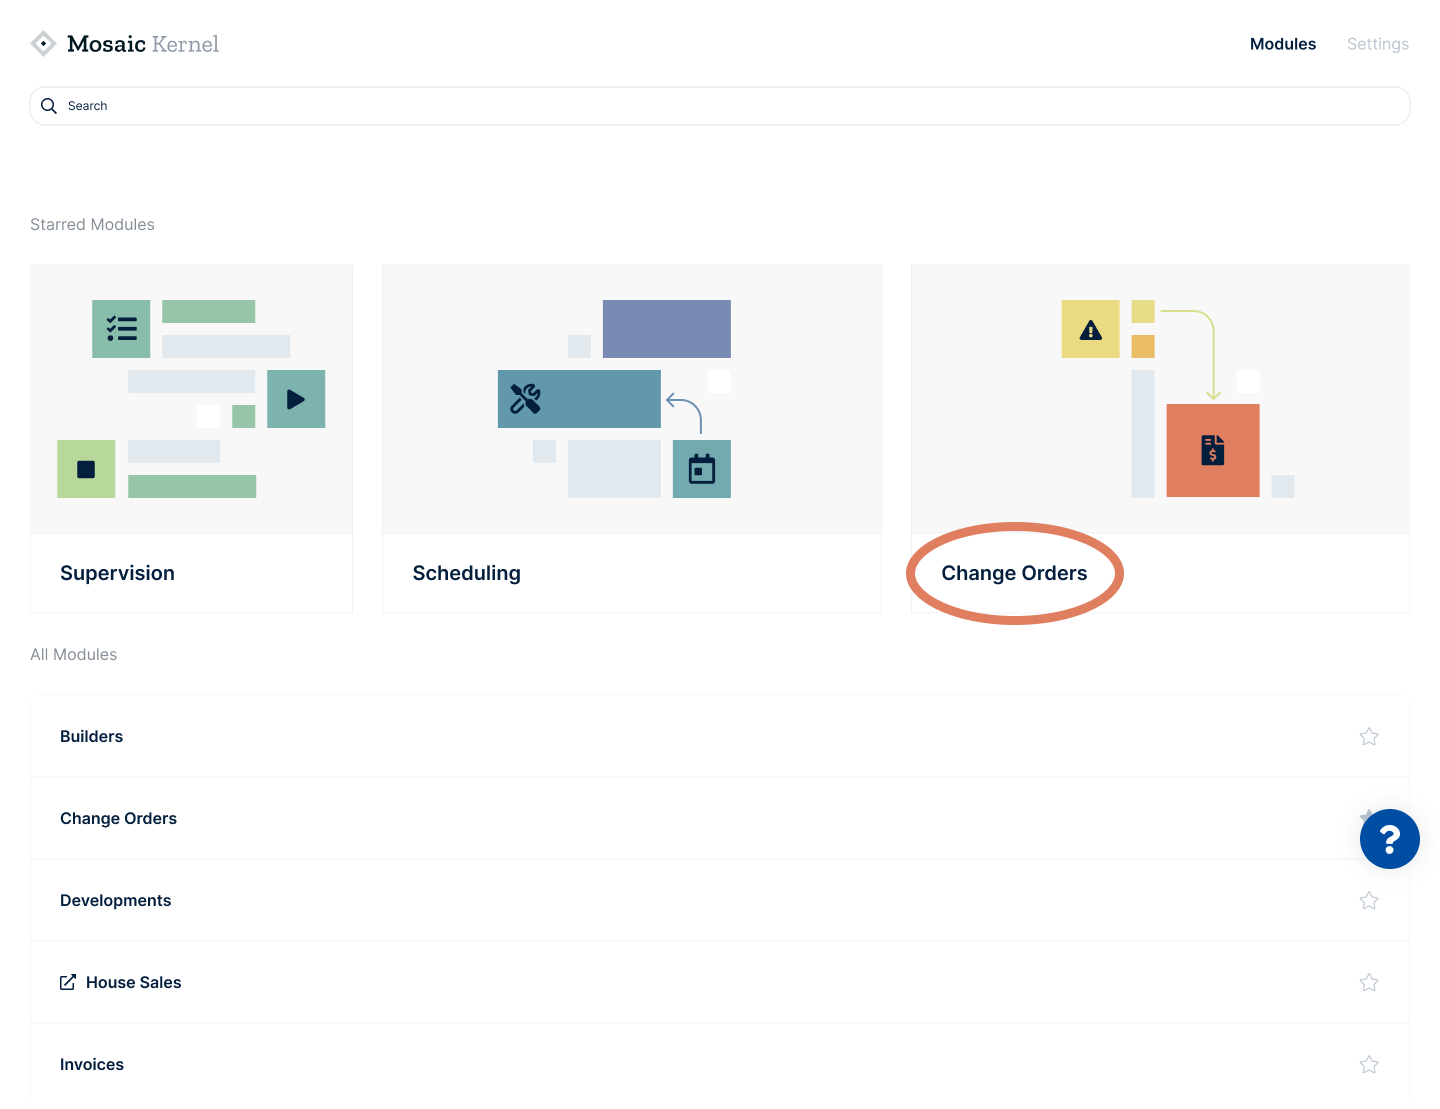 Mosaic Kernel
Modules
Settings
Search
Starred Modules
$
Supervision
Scheduling
Change Orders
All Modules
Builders
Change Orders
?
Developments
House Sales
Invoices